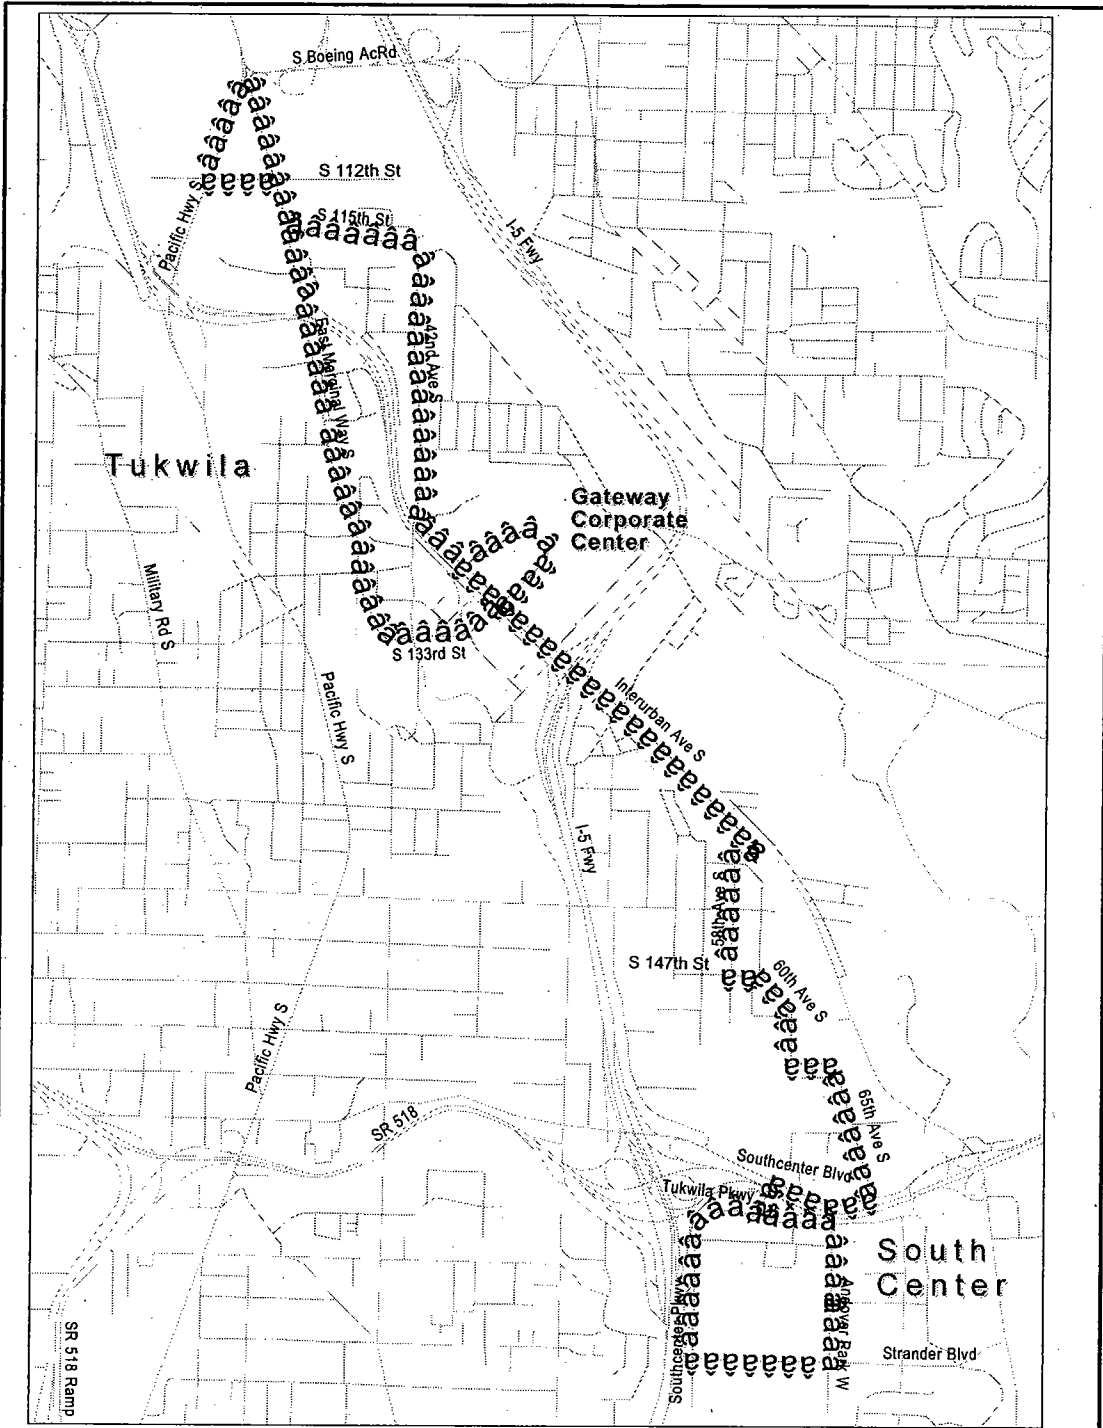 S Boeing AcRd
S 112th St
S 115th St
Pacific Hwy S
I-5 Fwy
42nd Ave S
East Marginal Way S
Tukwila
Gateway
Corporate
Center
Military Rd S
S 133rd St
Pacific Hwy S
Interurban Ave S
I-5 Fwy
58th Ave S
S 147th St
60th Ave S
Pacific Hwy S
65th Ave S
SR 518
Southcenter Blvd
Tukwila Pkwy
South
Center
Southcenter Pkwy
Andover Park W
Strander Blvd
SR 518 Ramp